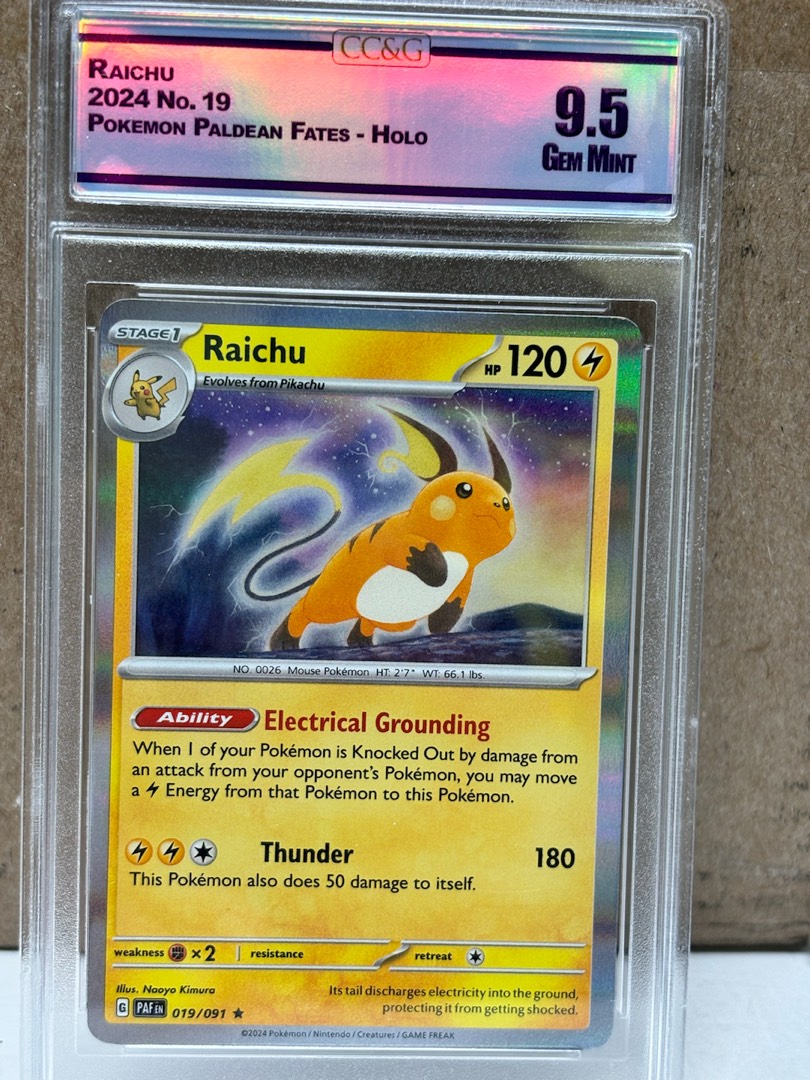 CC&G
RAICHU
2024 NO. 19
POKEMON PALDEAN FATES - HOLO
9.5
GEM MINT
STAGE 1
Raichu
HP 120
Evolves from Pikachu
NO. 0026 Mouse Pokémon HT: 2'7" WT: 66.1 lbs.
Ability Electrical Grounding
When 1 of your Pokémon is Knocked Out by damage from
an attack from your opponent's Pokémon, you may move
a Energy from that Pokémon to this Pokémon.
Thunder 180
This Pokémon also does 50 damage to itself.
weakness ×2 resistance retreat
Illus. Naoyo Kimura
Its tail discharges electricity into the ground,
protecting it from getting shocked.
G PAF EN 019/091 ★
©2024 Pokémon / Nintendo / Creatures / GAME FREAK